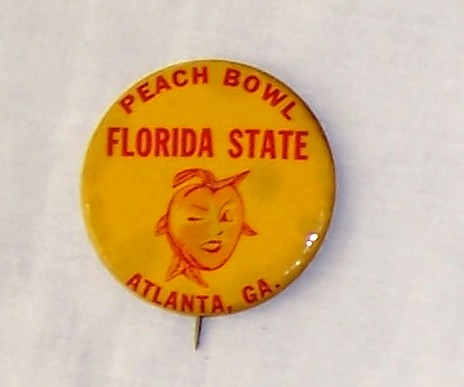 PEACH BOWL
FLORIDA STATE
ATLANTA, GA.